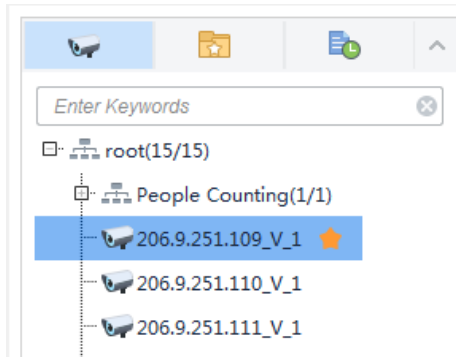 Enter Keywords
root(15/15)
People Counting(1/1)
206.9.251.109_V_1
206.9.251.110_V_1
206.9.251.111_V_1